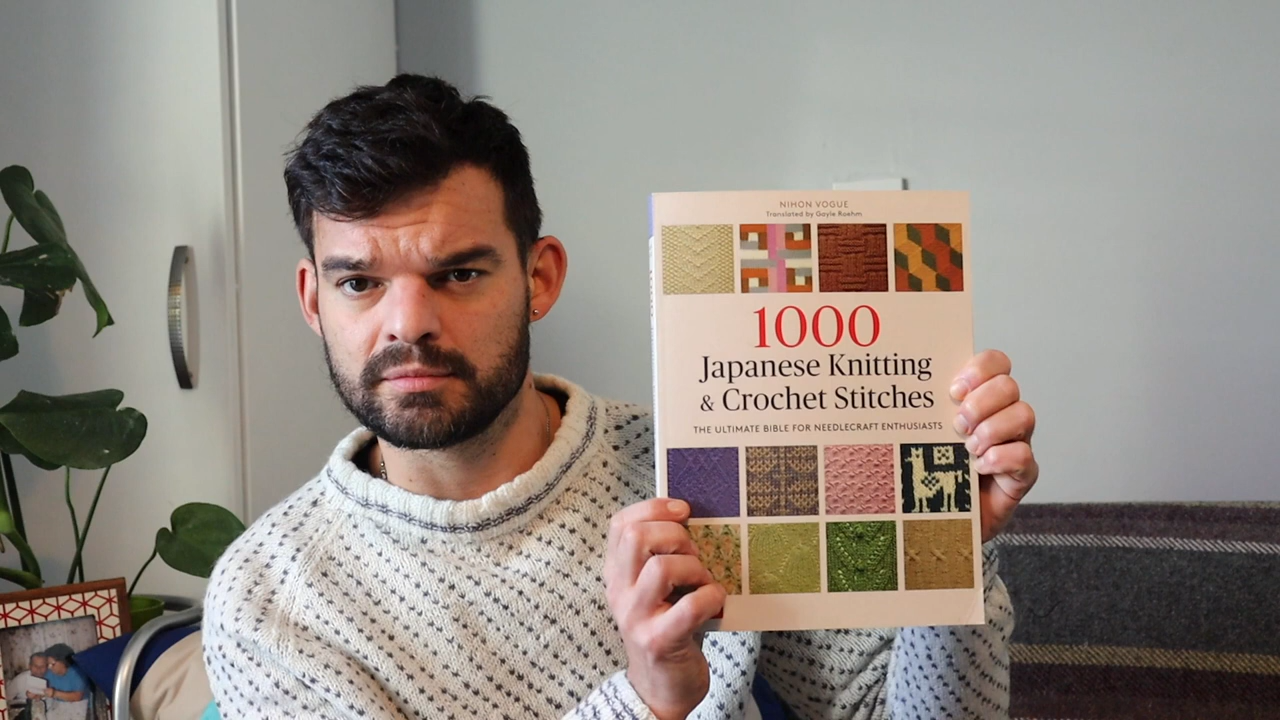 NIHON VOGUE
Translated by Gayle Roehm
1000
Japanese Knitting
& Crochet Stitches
THE ULTIMATE BIBLE FOR NEEDLECRAFT ENTHUSIASTS